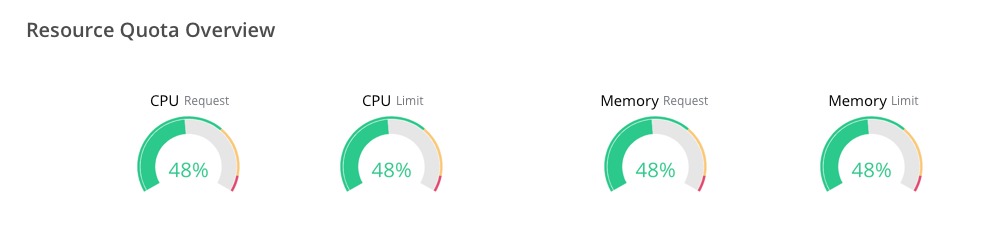 Resource Quota Overview
CPU Request
CPU Limit
Memory Request
Memory Limit
48%
48%
48%
48%